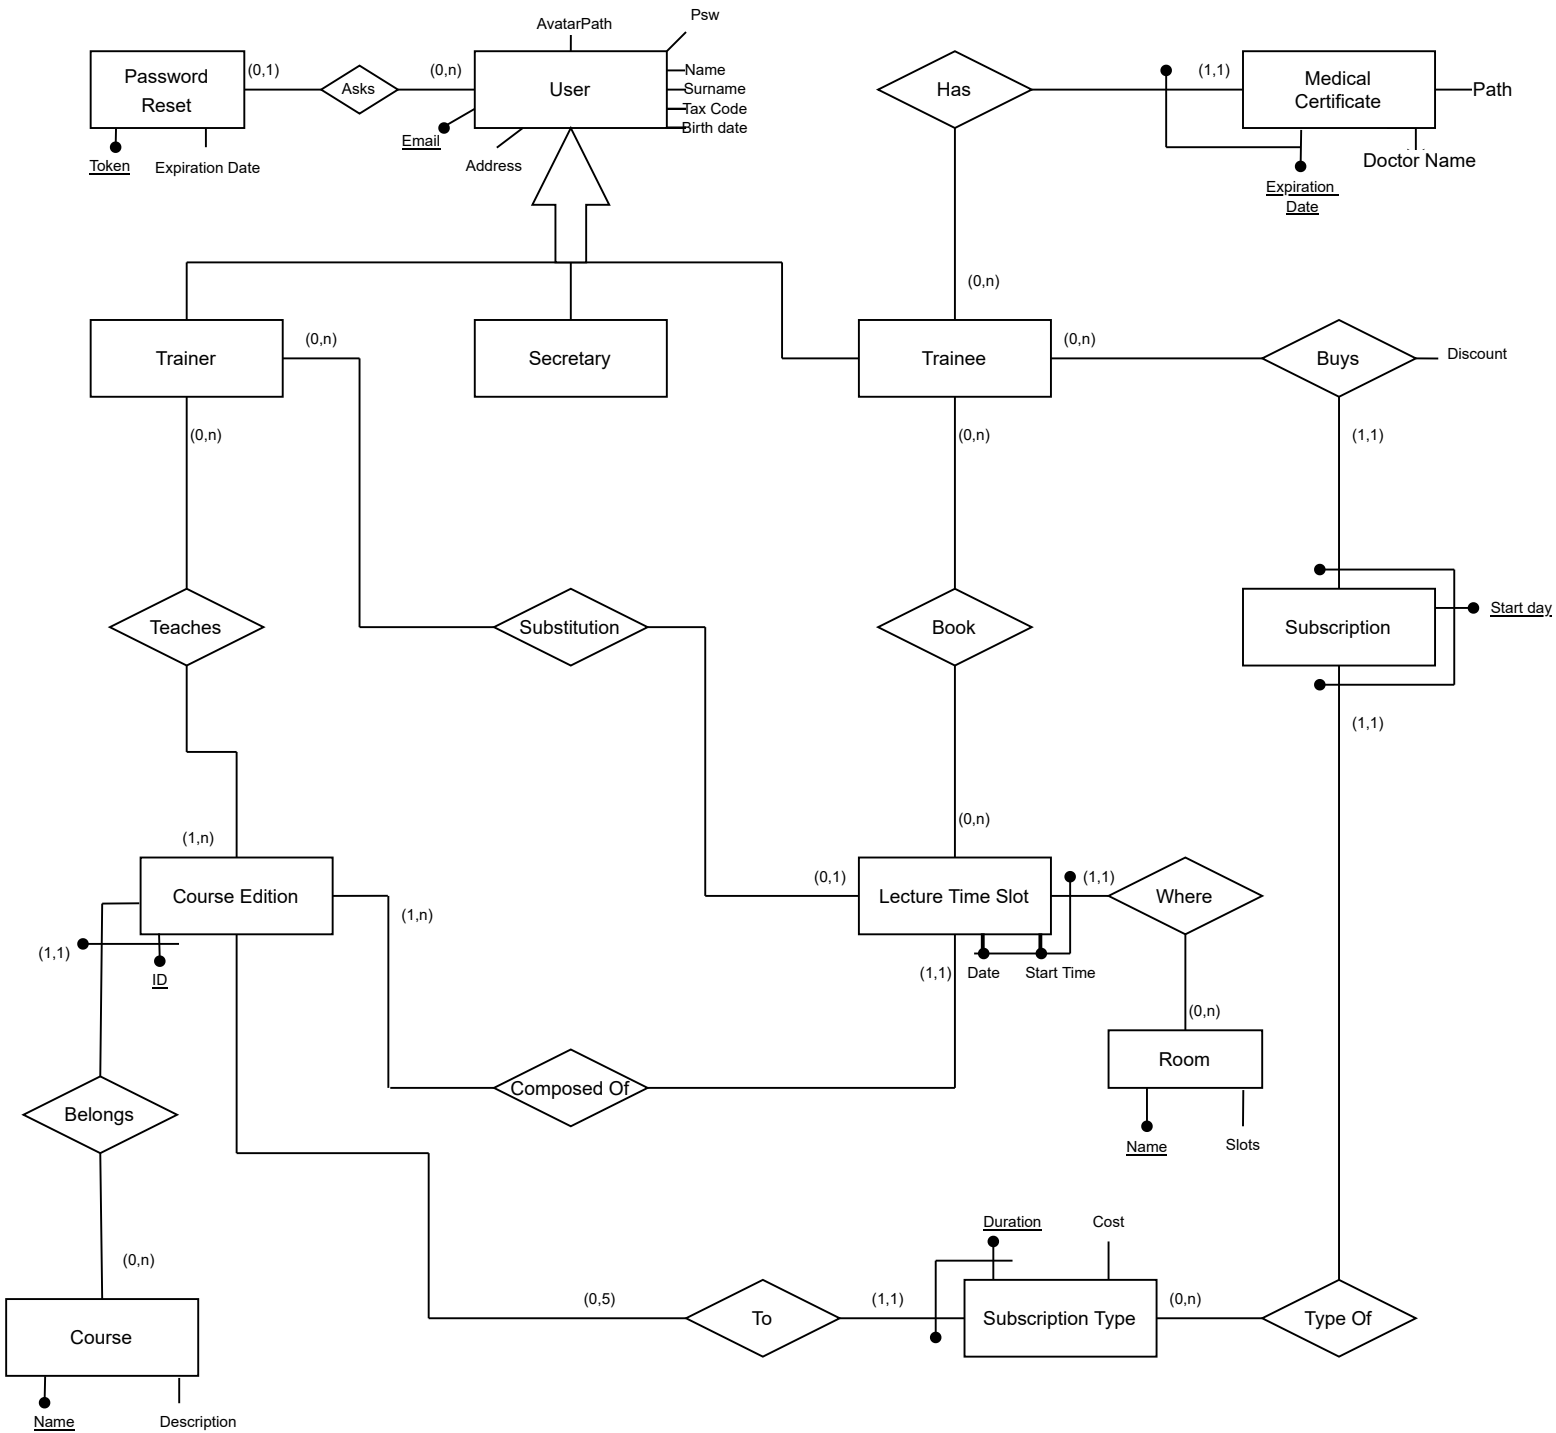 AvatarPath
Psw
Password
Reset
(0,1)
Asks
(0,n)
User
Name
Surname
Tax Code
Birth date
Email
Address
Token
Expiration Date
Has
(1,1)
Medical
Certificate
Path
Doctor Name
Expiration
Date
(0,n)
Trainer
(0,n)
Secretary
Trainee
(0,n)
Buys
Discount
(0,n)
(0,n)
(1,1)
Teaches
Substitution
Book
Subscription
Start day
(1,1)
(1,n)
(0,n)
Course Edition
(1,n)
(0,1)
Lecture Time Slot
(1,1)
Where
(1,1)
ID
(1,1)
Date
Start Time
(0,n)
Room
Composed Of
Belongs
Name
Slots
Duration
Cost
(0,n)
(0,5)
To
(1,1)
Subscription Type
(0,n)
Type Of
Course
Name
Description